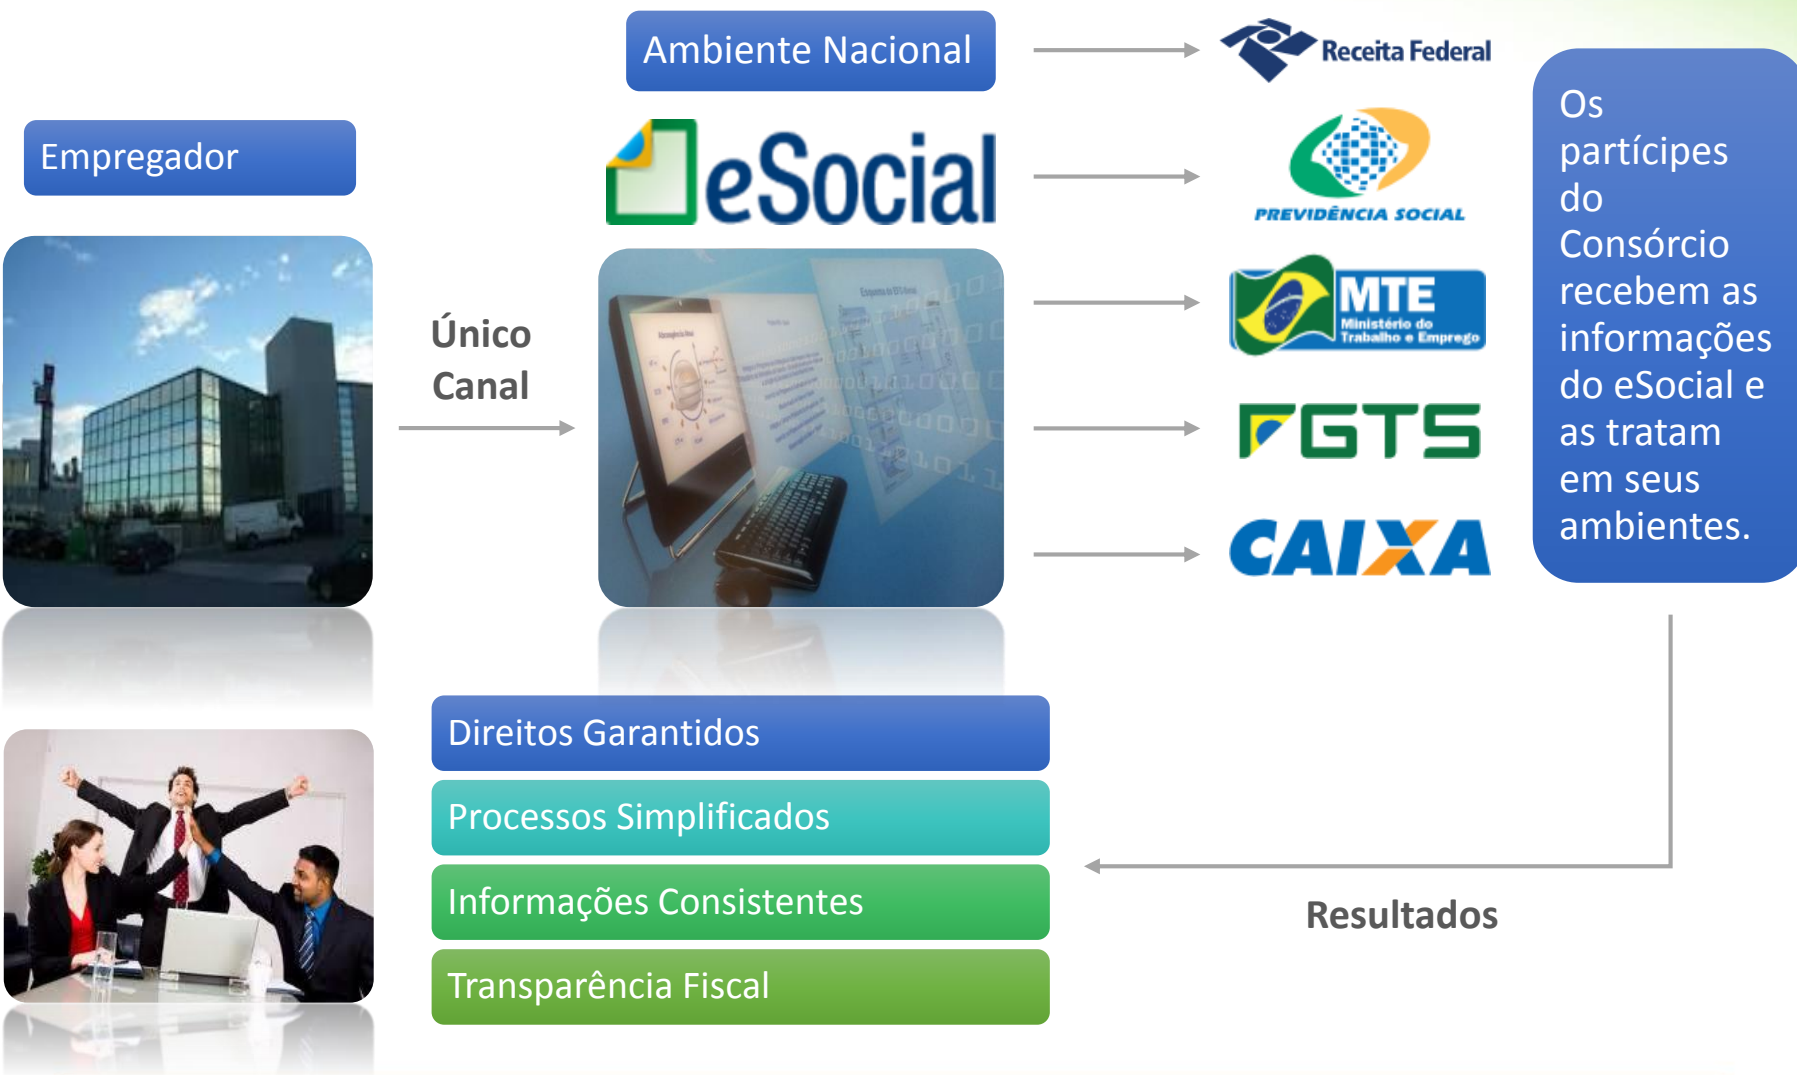 Ambiente Nacional
Empregador
eSocial
Único
Canal
Receita Federal
PREVIDÊNCIA SOCIAL
MTE
Ministério do
Trabalho e Emprego
FGTS
CAIXA
Os
partícipes
do
Consórcio
recebem as
informações
do eSocial e
as tratam
em seus
ambientes.
Direitos Garantidos
Processos Simplificados
Informações Consistentes
Transparência Fiscal
Resultados